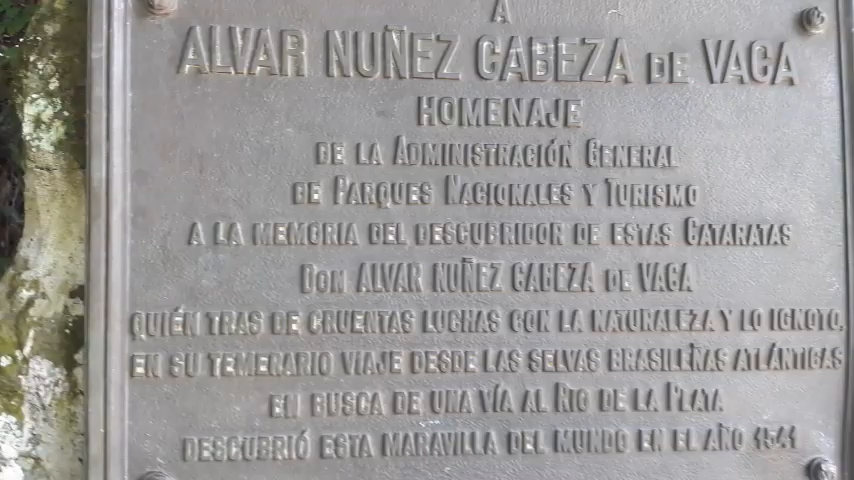 A
ALVAR NUÑEZ CABEZA DE VACA
HOMENAJE
DE LA ADMINISTRACIÓN GENERAL
DE PARQUES NACIONALES Y TURISMO
A LA MEMORIA DEL DESCUBRIDOR DE ESTAS CATARATAS
DON ALVAR NUÑEZ CABEZA DE VACA
QUIÉN TRAS DE CRUENTAS LUCHAS CON LA NATURALEZA Y LO IGNOTO,
EN SU TEMERARIO VIAJE DESDE LAS SELVAS BRASILEÑAS ATLÁNTICAS
EN BUSCA DE UNA VÍA AL RÍO DE LA PLATA
DESCUBRIÓ ESTA MARAVILLA DEL MUNDO EN EL AÑO 1541